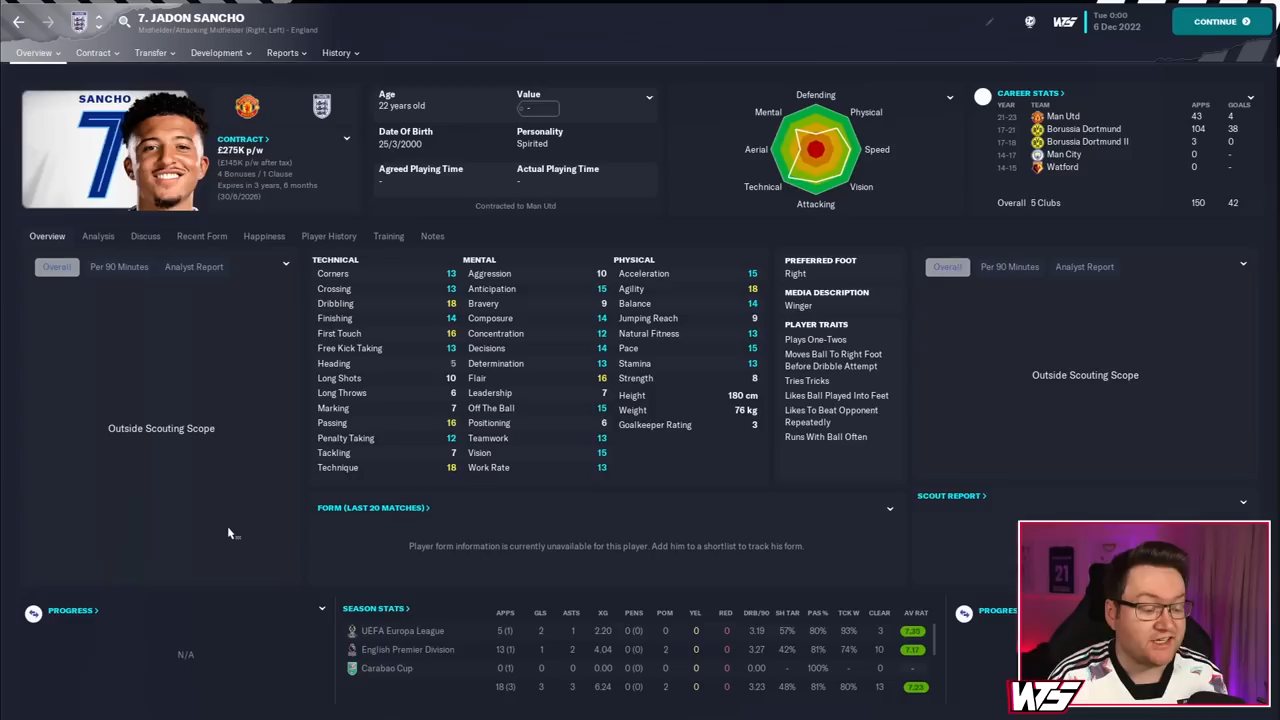 7. JADON SANCHO
Midfielder/Attacking Midfielder (Right, Left) - England
WTS
Tue 0:00
6 Dec 2022
CONTINUE
Overview Contract Transfer Development Reports History
SANCHO
7
CONTRACT >
£275K p/w
(£145K p/w after tax)
4 Bonuses / 1 Clause
Expires in 3 years, 6 months
(30/6/2026)
Age
22 years old
Value
-
Date Of Birth
25/3/2000
Personality
Spirited
Agreed Playing Time
-
Actual Playing Time
-
Contracted to Man Utd
Defending
Mental Physical
Aerial Speed
Technical Vision
Attacking
CAREER STATS >
YEAR TEAM APPS GOALS
21-23 Man Utd 43 4
17-21 Borussia Dortmund 104 38
17-18 Borussia Dortmund II 3 0
14-17 Man City 0 -
14-15 Watford 0 -
Overall 5 Clubs 150 42
Overview Analysis Discuss Recent Form Happiness Player History Training Notes
Overall Per 90 Minutes Analyst Report
Outside Scouting Scope
TECHNICAL
Corners 13
Crossing 13
Dribbling 18
Finishing 14
First Touch 16
Free Kick Taking 13
Heading 5
Long Shots 10
Long Throws 6
Marking 7
Passing 16
Penalty Taking 12
Tackling 7
Technique 18
MENTAL
Aggression 10
Anticipation 15
Bravery 9
Composure 14
Concentration 12
Decisions 14
Determination 13
Flair 16
Leadership 7
Off The Ball 15
Positioning 6
Teamwork 13
Vision 15
Work Rate 13
PHYSICAL
Acceleration 15
Agility 18
Balance 14
Jumping Reach 9
Natural Fitness 13
Pace 15
Stamina 13
Strength 8
Height 180 cm
Weight 76 kg
Goalkeeper Rating 3
PREFERRED FOOT
Right
MEDIA DESCRIPTION
Winger
PLAYER TRAITS
Plays One-Twos
Moves Ball To Right Foot
Before Dribble Attempt
Tries Tricks
Likes Ball Played Into Feet
Likes To Beat Opponent
Repeatedly
Runs With Ball Often
Overall Per 90 Minutes Analyst Report
Outside Scouting Scope
FORM (LAST 20 MATCHES) >
Player form information is currently unavailable for this player. Add him to a shortlist to track his form.
SCOUT REPORT >
PROGRESS >
N/A
SEASON STATS >
APPS GLS ASTS XG PENS POM YEL RED DRB/90 SH TAR PAS % TCK W CLEAR AV RAT
UEFA Europa League 5 (1) 2 1 2.20 0 (0) 0 0 0 3.19 57% 80% 93% 3 7.35
English Premier Division 13 (1) 1 2 4.04 0 (0) 2 0 0 3.27 42% 81% 74% 10 7.17
Carabao Cup 0 (1) 0 0 0.00 0 (0) 0 0 0 0.00 - 100% - 0 -
18 (3) 3 3 6.24 0 (0) 2 0 0 3.23 48% 81% 80% 13 7.23
PROGRES
21
WTS